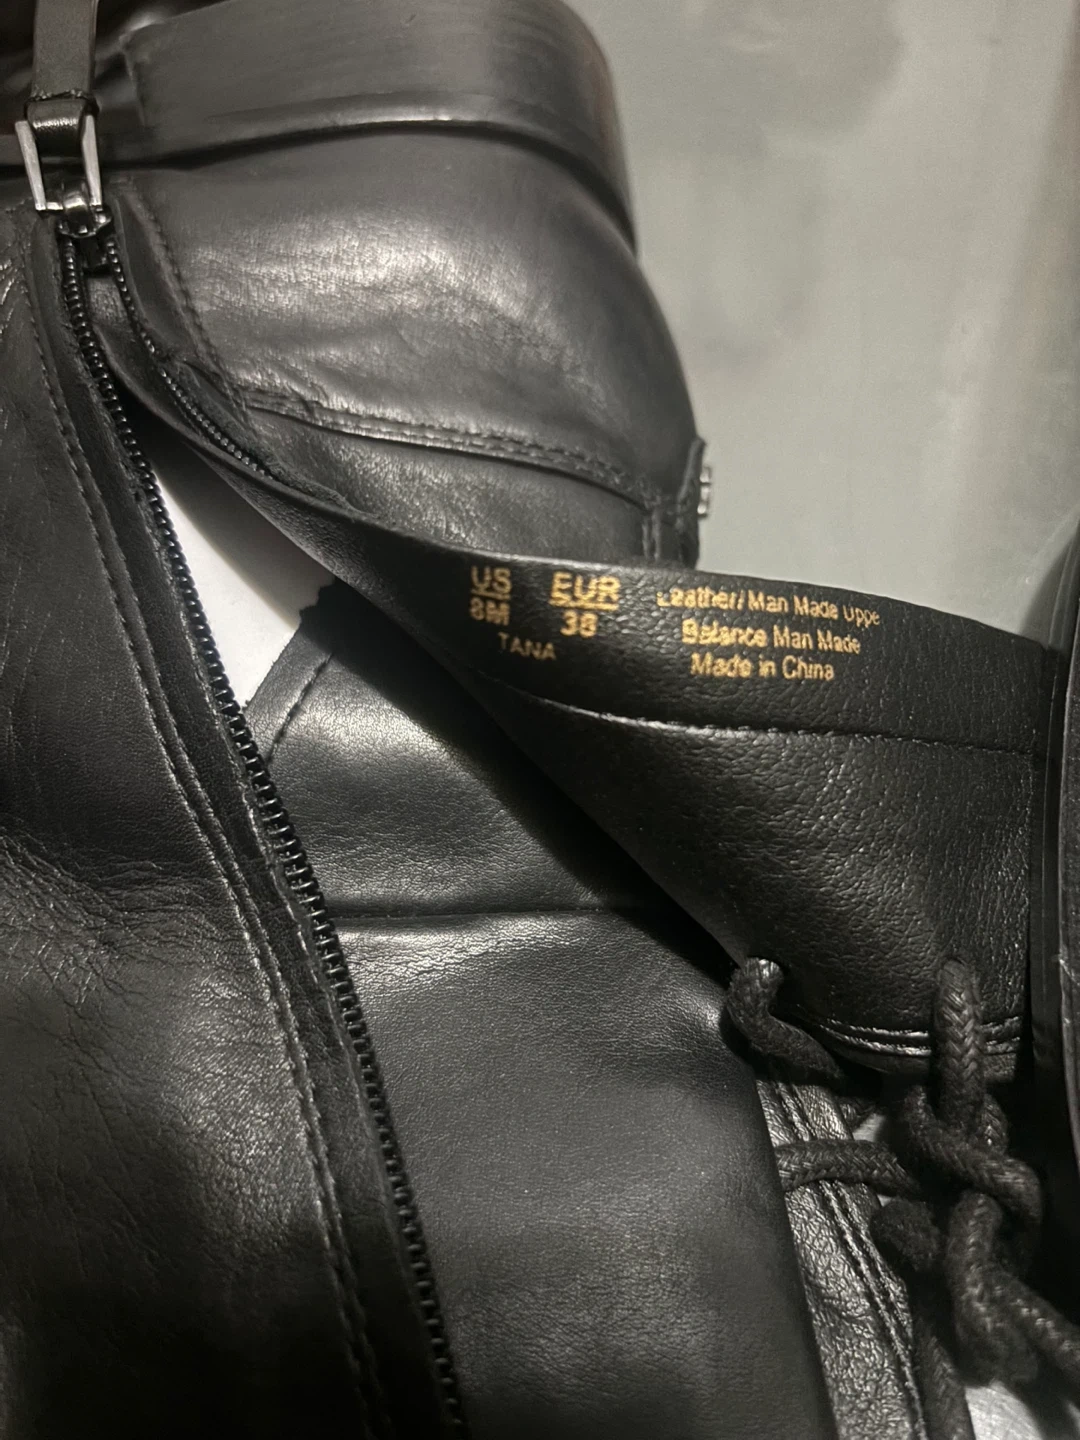 US EUR
8M 38
TANA
Leather/ Man Made Uppe
Balance Man Made
Made in China